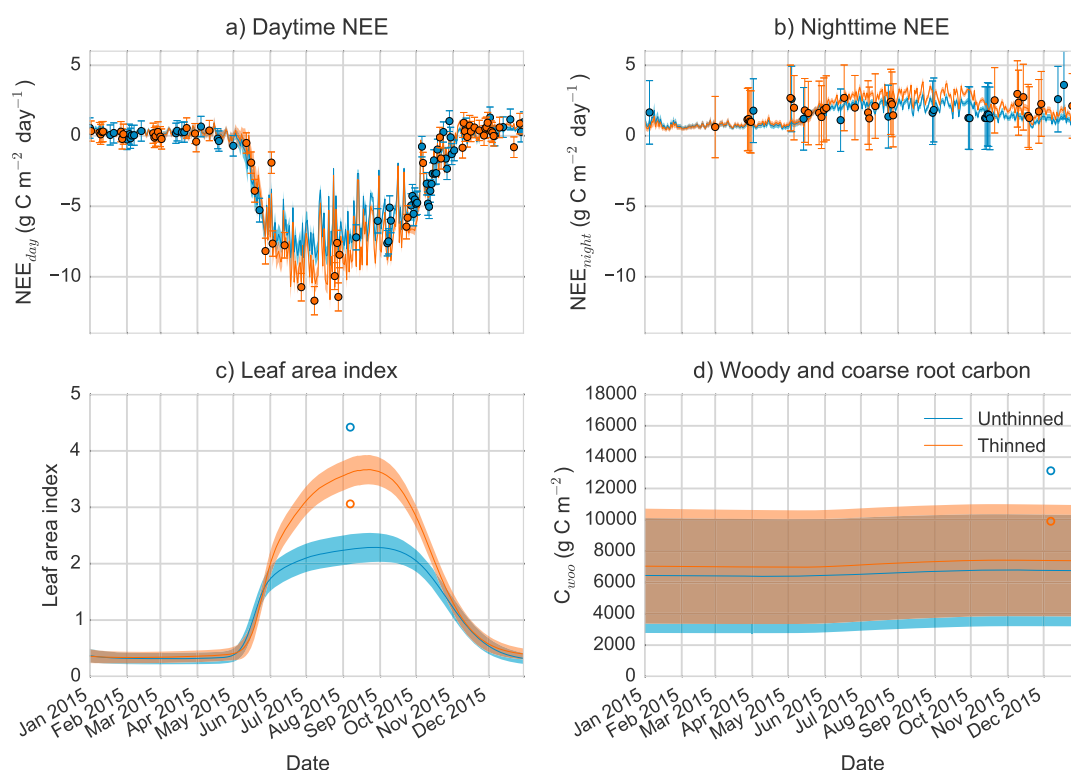 a) Daytime NEE
5
0
−5
−10
NEE_day (g C m⁻² day⁻¹)
b) Nighttime NEE
5
0
−5
−10
NEE_night (g C m⁻² day⁻¹)
c) Leaf area index
5
4
3
2
1
0
Leaf area index
Jan 2015
Feb 2015
Mar 2015
Apr 2015
May 2015
Jun 2015
Jul 2015
Aug 2015
Sep 2015
Oct 2015
Nov 2015
Dec 2015
Date
d) Woody and coarse root carbon
18000
16000
14000
12000
10000
8000
6000
4000
2000
0
C_woo (g C m⁻²)
Unthinned
Thinned
Jan 2015
Feb 2015
Mar 2015
Apr 2015
May 2015
Jun 2015
Jul 2015
Aug 2015
Sep 2015
Oct 2015
Nov 2015
Dec 2015
Date